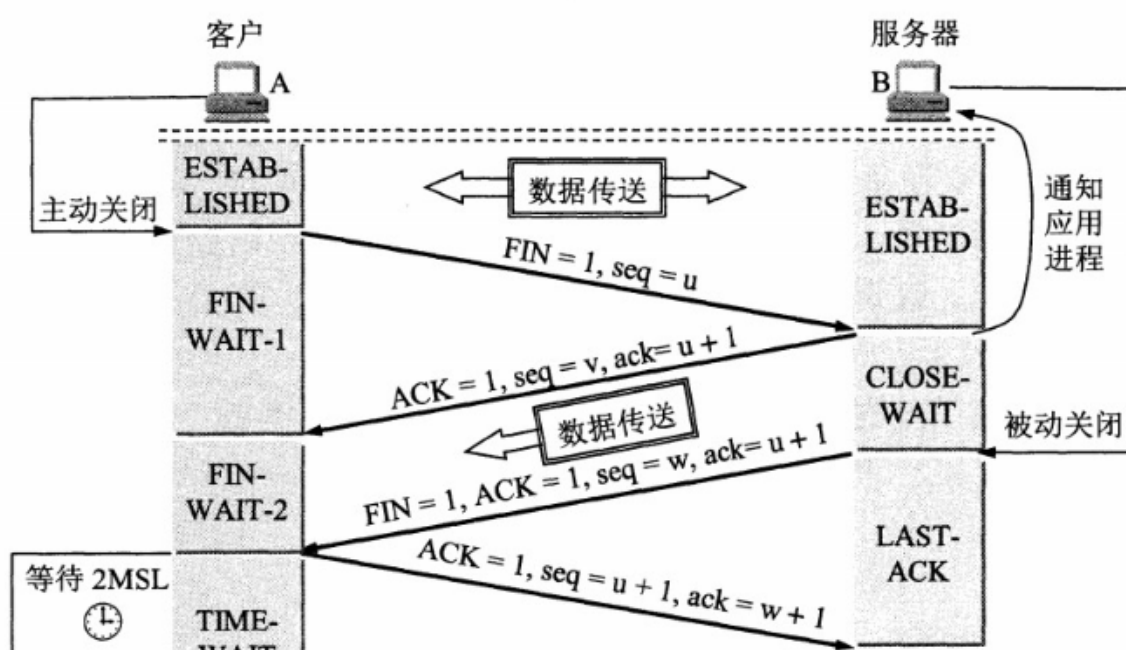 客户
服务器
A
B
ESTAB-
LISHED
数据传送
主动关闭
ESTAB-
LISHED
通知
应用
进程
FIN = 1, seq = u
FIN-
WAIT-1
ACK = 1, seq = v, ack= u + 1
CLOSE-
WAIT
数据传送
被动关闭
FIN-
WAIT-2
FIN = 1, ACK = 1, seq = w, ack= u + 1
LAST-
ACK
ACK = 1, seq = u + 1, ack = w + 1
等待 2MSL
TIME-
WAIT